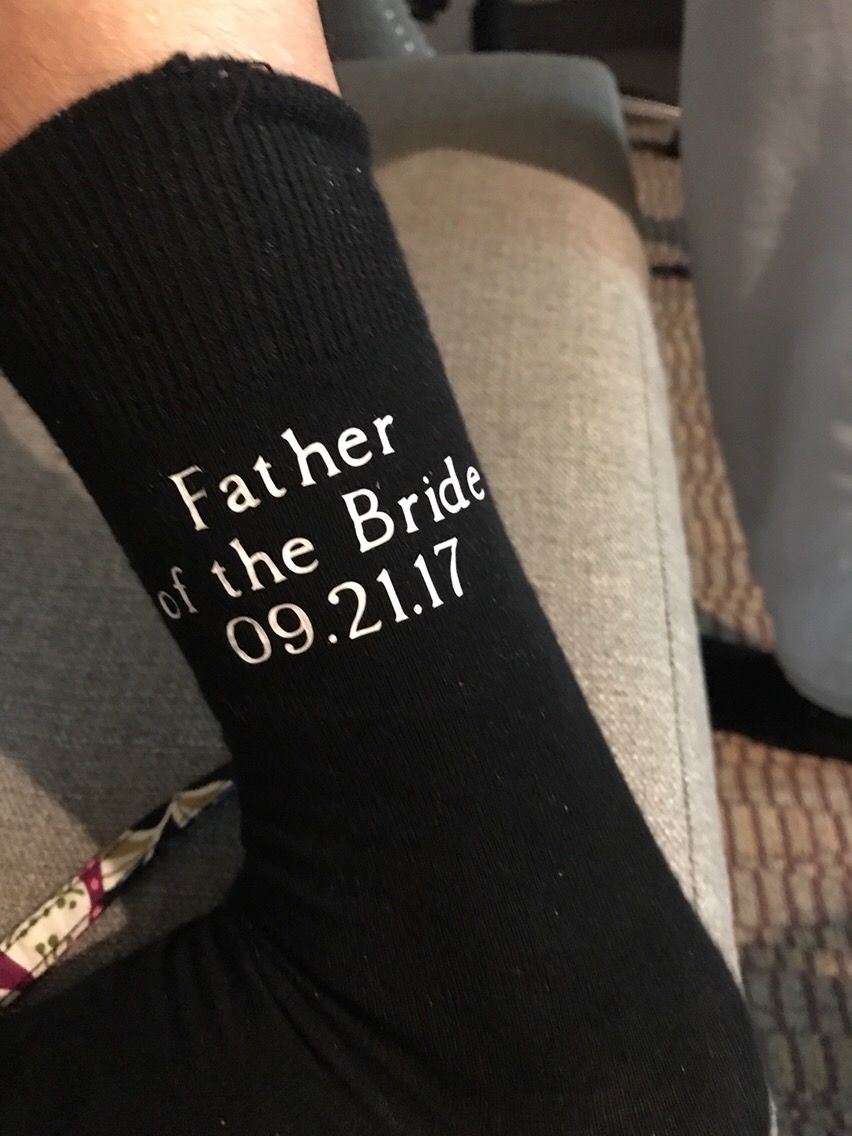 Father
of the Bride
09.21.17